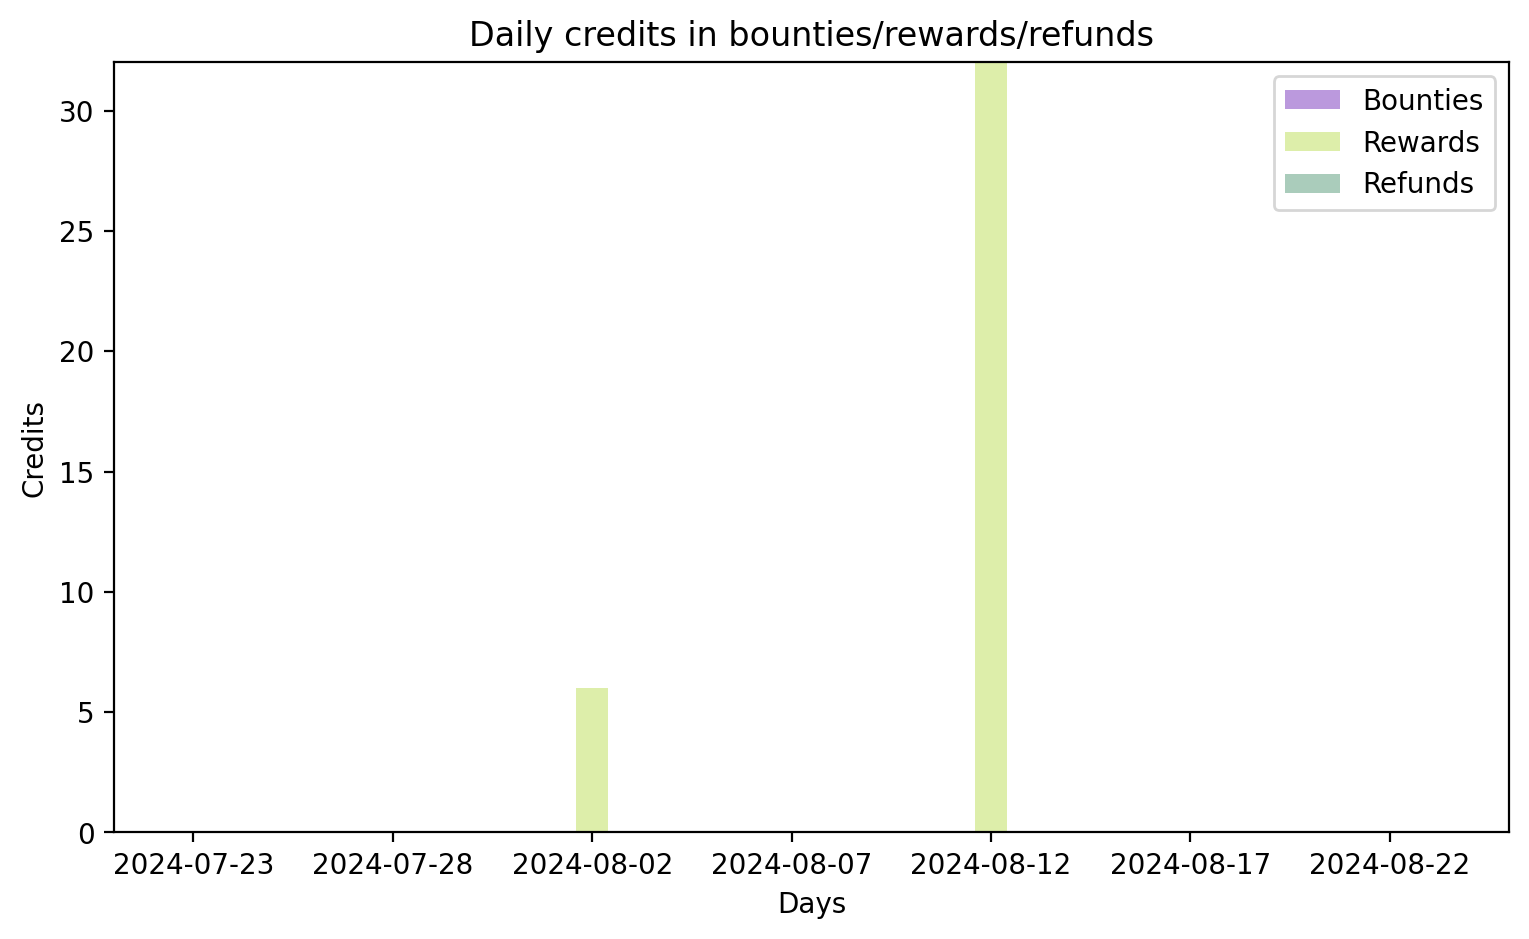 Daily credits in bounties/rewards/refunds
Bounties
Rewards
Refunds
30
25
20
15
10
5
0
Credits
2024-07-23 2024-07-28 2024-08-02 2024-08-07 2024-08-12 2024-08-17 2024-08-22
Days